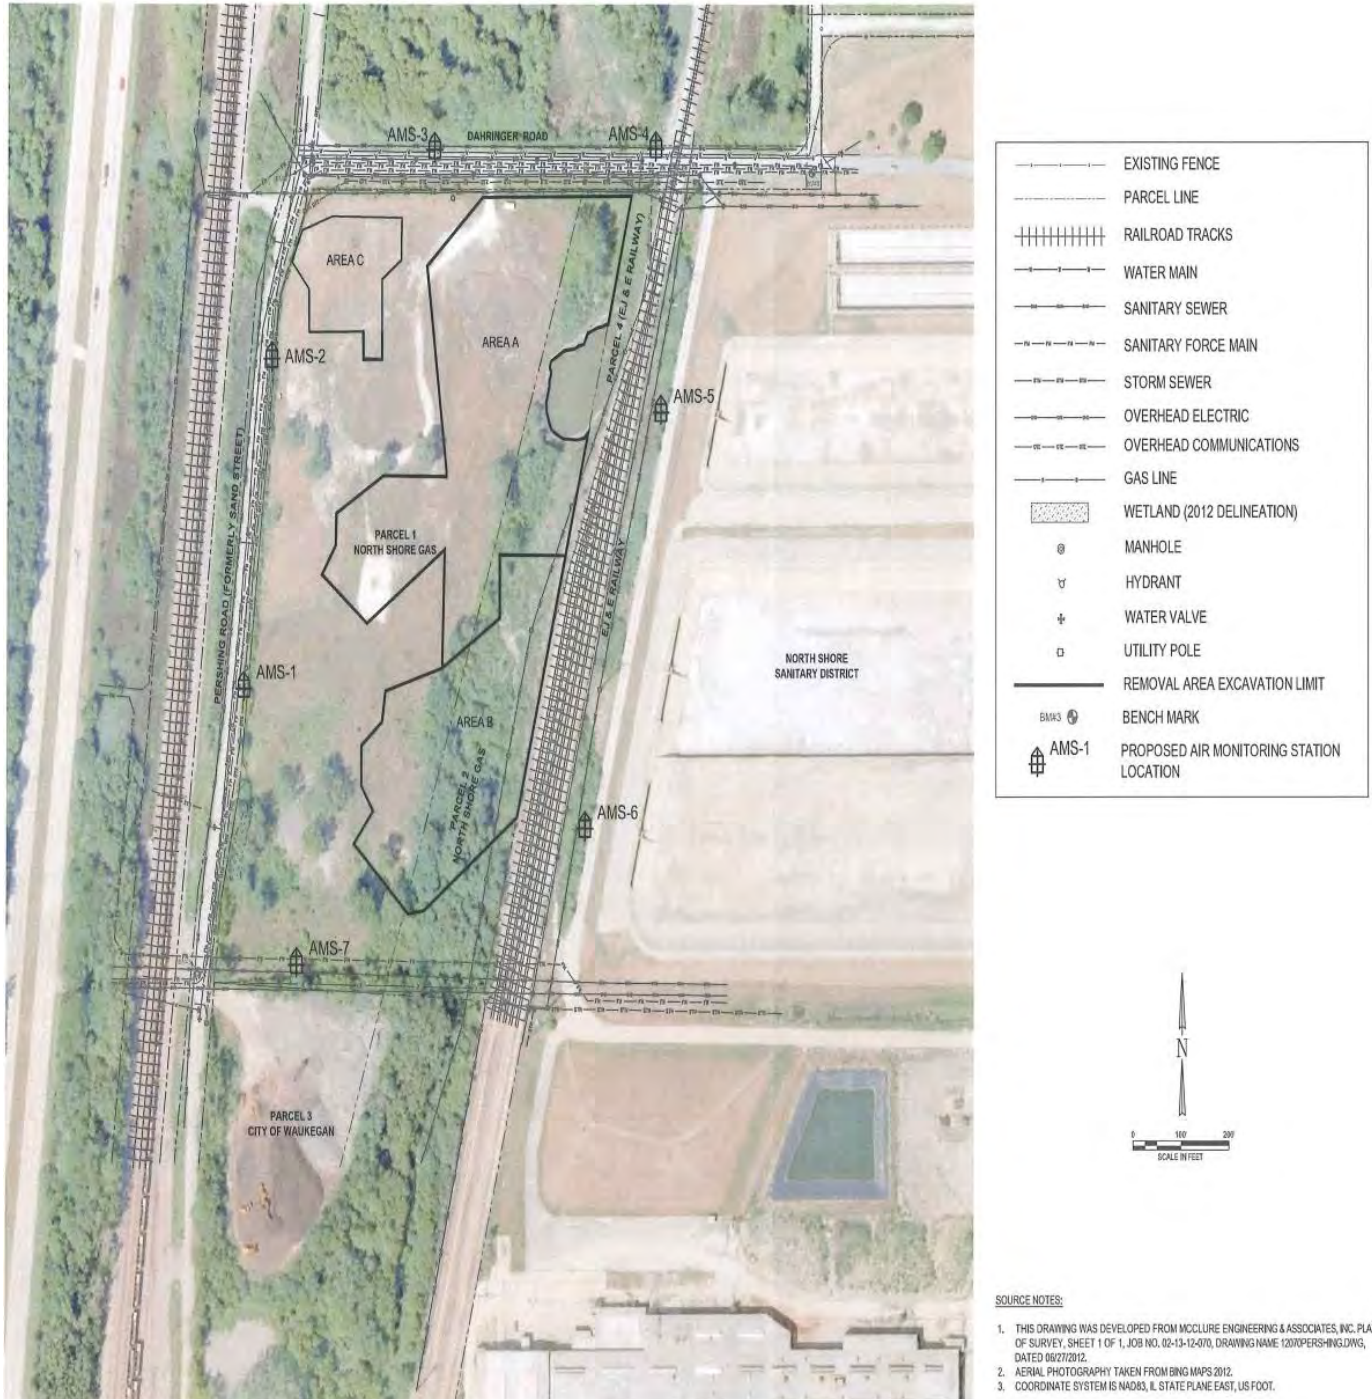 AMS-3
DAHRINGER ROAD
AMS-4
AREA C
AREA A
PARCEL 4 (EJ & E RAILWAY)
AMS-2
AMS-5
PERSHING ROAD (FORMERLY SAND STREET)
PARCEL 1
NORTH SHORE GAS
EJ & E RAILWAY
NORTH SHORE
SANITARY DISTRICT
AMS-1
AREA B
PARCEL 2
NORTH SHORE GAS
AMS-6
AMS-7
PARCEL 3
CITY OF WAUKEGAN
EXISTING FENCE
PARCEL LINE
RAILROAD TRACKS
WATER MAIN
SANITARY SEWER
SANITARY FORCE MAIN
STORM SEWER
OVERHEAD ELECTRIC
OVERHEAD COMMUNICATIONS
GAS LINE
WETLAND (2012 DELINEATION)
MANHOLE
HYDRANT
WATER VALVE
UTILITY POLE
REMOVAL AREA EXCAVATION LIMIT
BM#3 BENCH MARK
AMS-1 PROPOSED AIR MONITORING STATION
LOCATION
N
0 100' 200'
SCALE IN FEET
SOURCE NOTES:
1. THIS DRAWING WAS DEVELOPED FROM MCCLURE ENGINEERING & ASSOCIATES, INC. PLA
OF SURVEY, SHEET 1 OF 1, JOB NO. 02-13-12-070, DRAWING NAME 12070PERSHING.DWG,
DATED 06/27/2012.
2. AERIAL PHOTOGRAPHY TAKEN FROM BING MAPS 2012.
3. COORDINATE SYSTEM IS NAD83, IL STATE PLANE EAST, US FOOT.